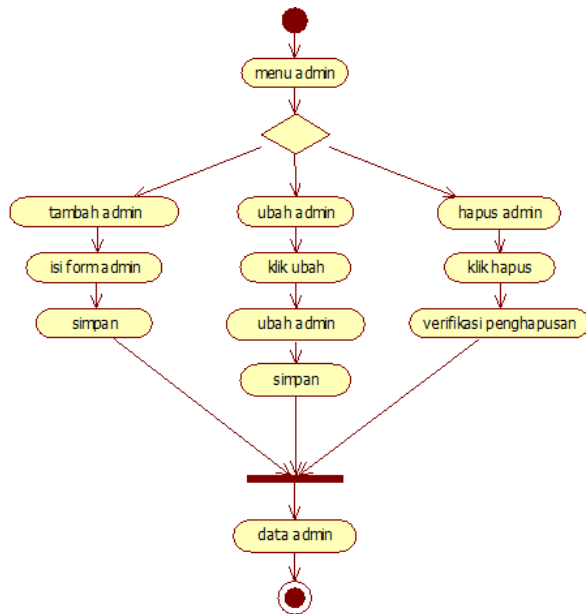 menu admin
tambah admin
ubah admin
hapus admin
isi form admin
klik ubah
klik hapus
simpan
ubah admin
verifikasi penghapusan
simpan
data admin